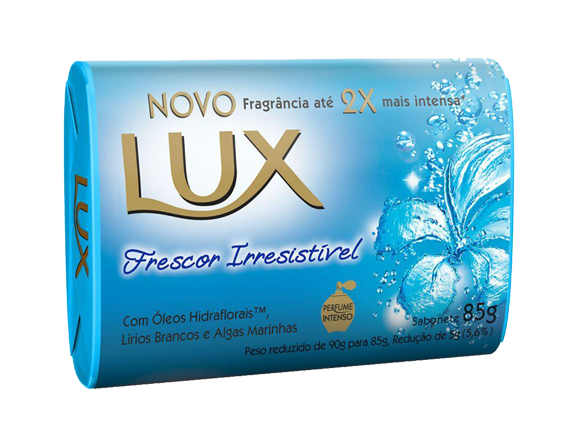 NOVO Fragrância até 2X mais intensa*
LUX
LUX
Frescor Irresistível
PERFUME
INTENSO
Com Óleos Hidraflorais™,
Lírios Brancos e Algas Marinhas
Sabonete 85g
Peso reduzido de 90g para 85g, Redução de 5g (5,6%)